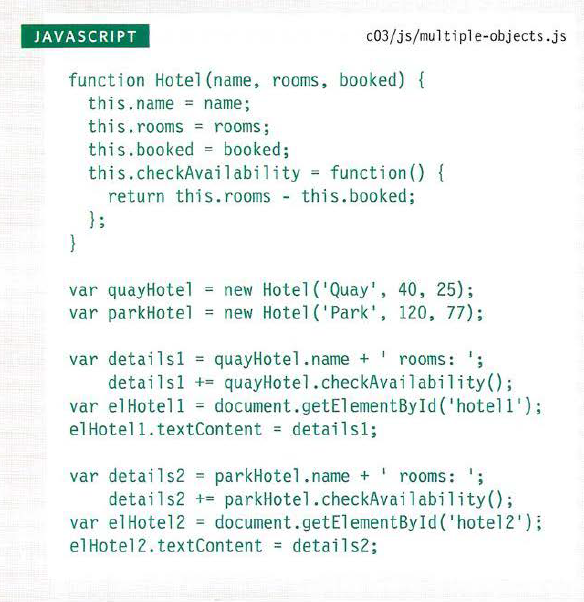 JAVASCRIPT
c03/js/multiple-objects.js
function Hotel(name, rooms, booked) {
  this.name = name;
  this.rooms = rooms;
  this.booked = booked;
  this.checkAvailability = function() {
    return this.rooms - this.booked;
  };
}
var quayHotel = new Hotel('Quay', 40, 25);
var parkHotel = new Hotel('Park', 120, 77);
var details1 = quayHotel.name + ' rooms: ';
    details1 += quayHotel.checkAvailability();
var elHotel1 = document.getElementById('hotel1');
elHotel1.textContent = details1;
var details2 = parkHotel.name + ' rooms: ';
    details2 += parkHotel.checkAvailability();
var elHotel2 = document.getElementById('hotel2');
elHotel2.textContent = details2;